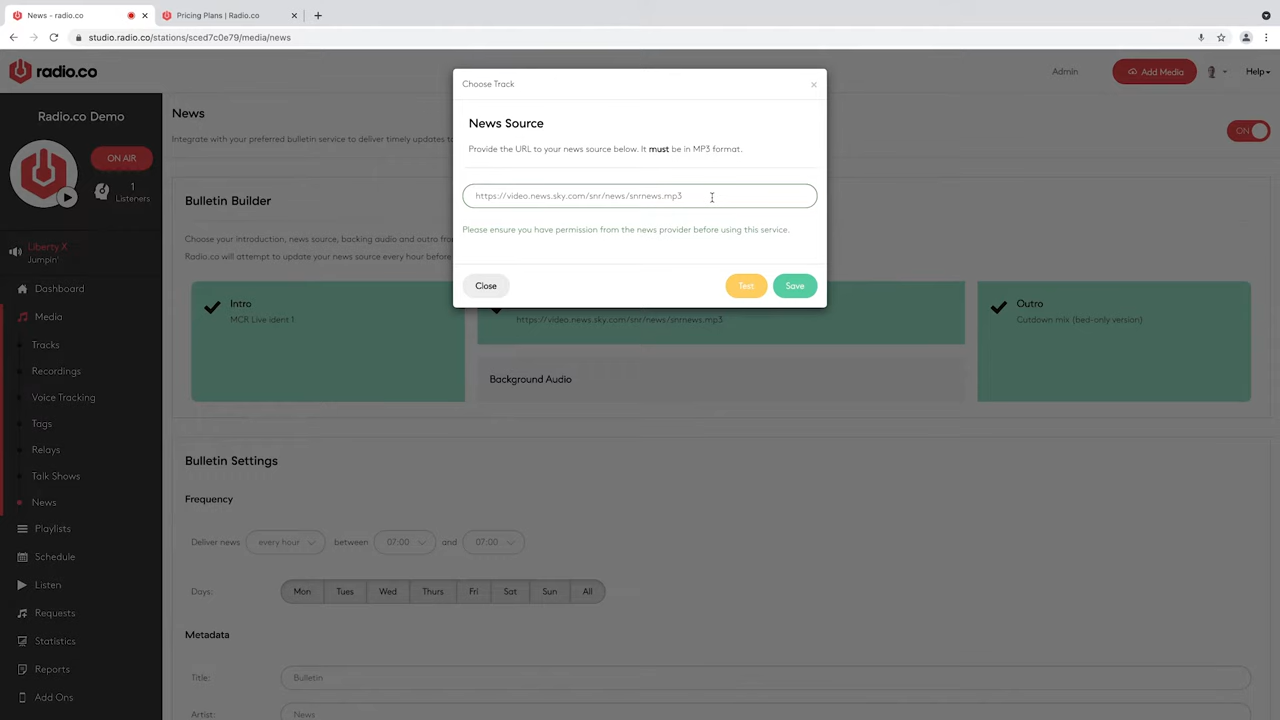 News - radio.co
Pricing Plans | Radio.co
studio.radio.co/stations/sced7c0e79/media/news
radio.co
Admin
Add Media
Help
Radio.co Demo
ON AIR
1
Listeners
Liberty X
Jumpin'
Dashboard
Media
Tracks
Recordings
Voice Tracking
Tags
Relays
Talk Shows
News
Playlists
Schedule
Listen
Requests
Statistics
Reports
Add Ons
News
Integrate with your preferred bulletin service to deliver timely updates to
ON
Bulletin Builder
Choose your introduction, news source, backing audio and outro from
Radio.co will attempt to update your news source every hour before
Intro
MCR Live ident 1
https://video.news.sky.com/snr/news/snrnews.mp3
Background Audio
Outro
Cutdown mix (bed-only version)
Choose Track
×
News Source
Provide the URL to your news source below. It must be in MP3 format.
https://video.news.sky.com/snr/news/snrnews.mp3
Please ensure you have permission from the news provider before using this service.
Close
Test
Save
Bulletin Settings
Frequency
Deliver news every hour between 07:00 and 07:00
Days: Mon Tues Wed Thurs Fri Sat Sun All
Metadata
Title: Bulletin
Artist: News